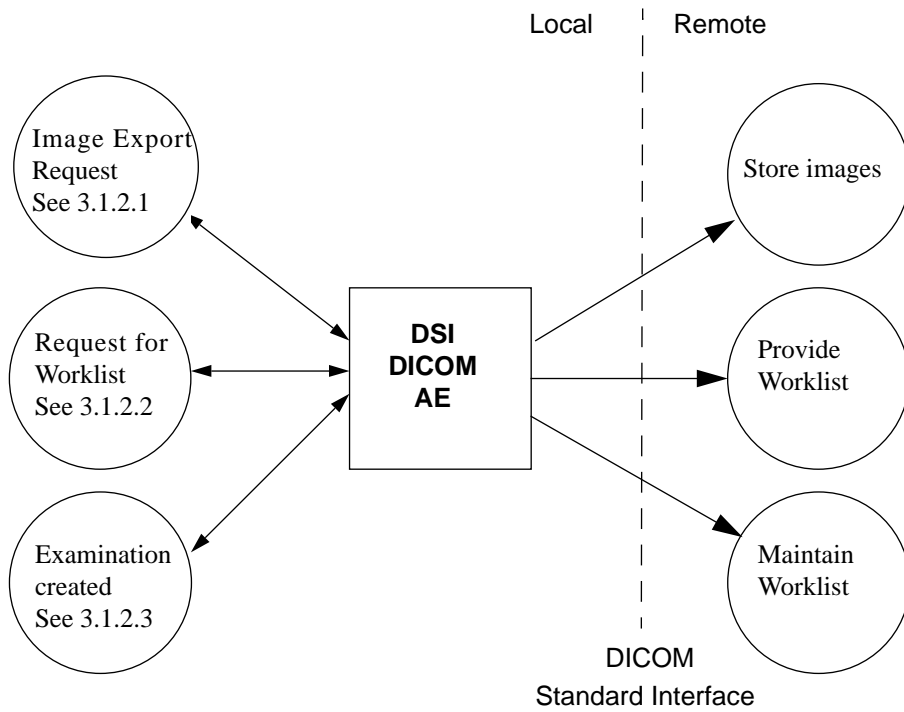 Local
Remote
Image Export
Request
See 3.1.2.1
Store images
DSI
DICOM
AE
Request for
Worklist
See 3.1.2.2
Provide
Worklist
Examination
created
See 3.1.2.3
Maintain
Worklist
DICOM
Standard Interface